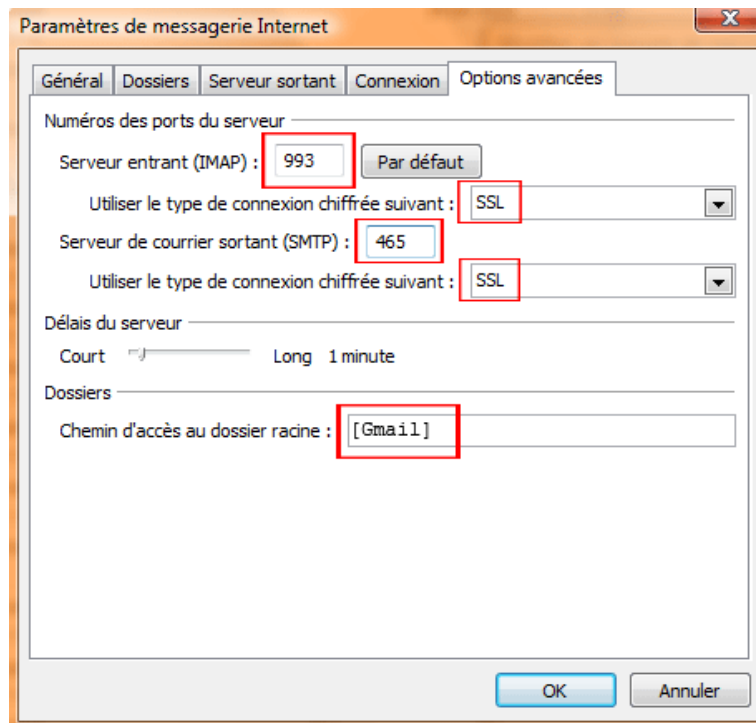 Paramètres de messagerie Internet
X
Général Dossiers Serveur sortant Connexion Options avancées
Numéros des ports du serveur
Serveur entrant (IMAP) : 993 Par défaut
Utiliser le type de connexion chiffrée suivant : SSL
Serveur de courrier sortant (SMTP) : 465
Utiliser le type de connexion chiffrée suivant : SSL
Délais du serveur
Court Long 1 minute
Dossiers
Chemin d'accès au dossier racine : [Gmail]
OK Annuler